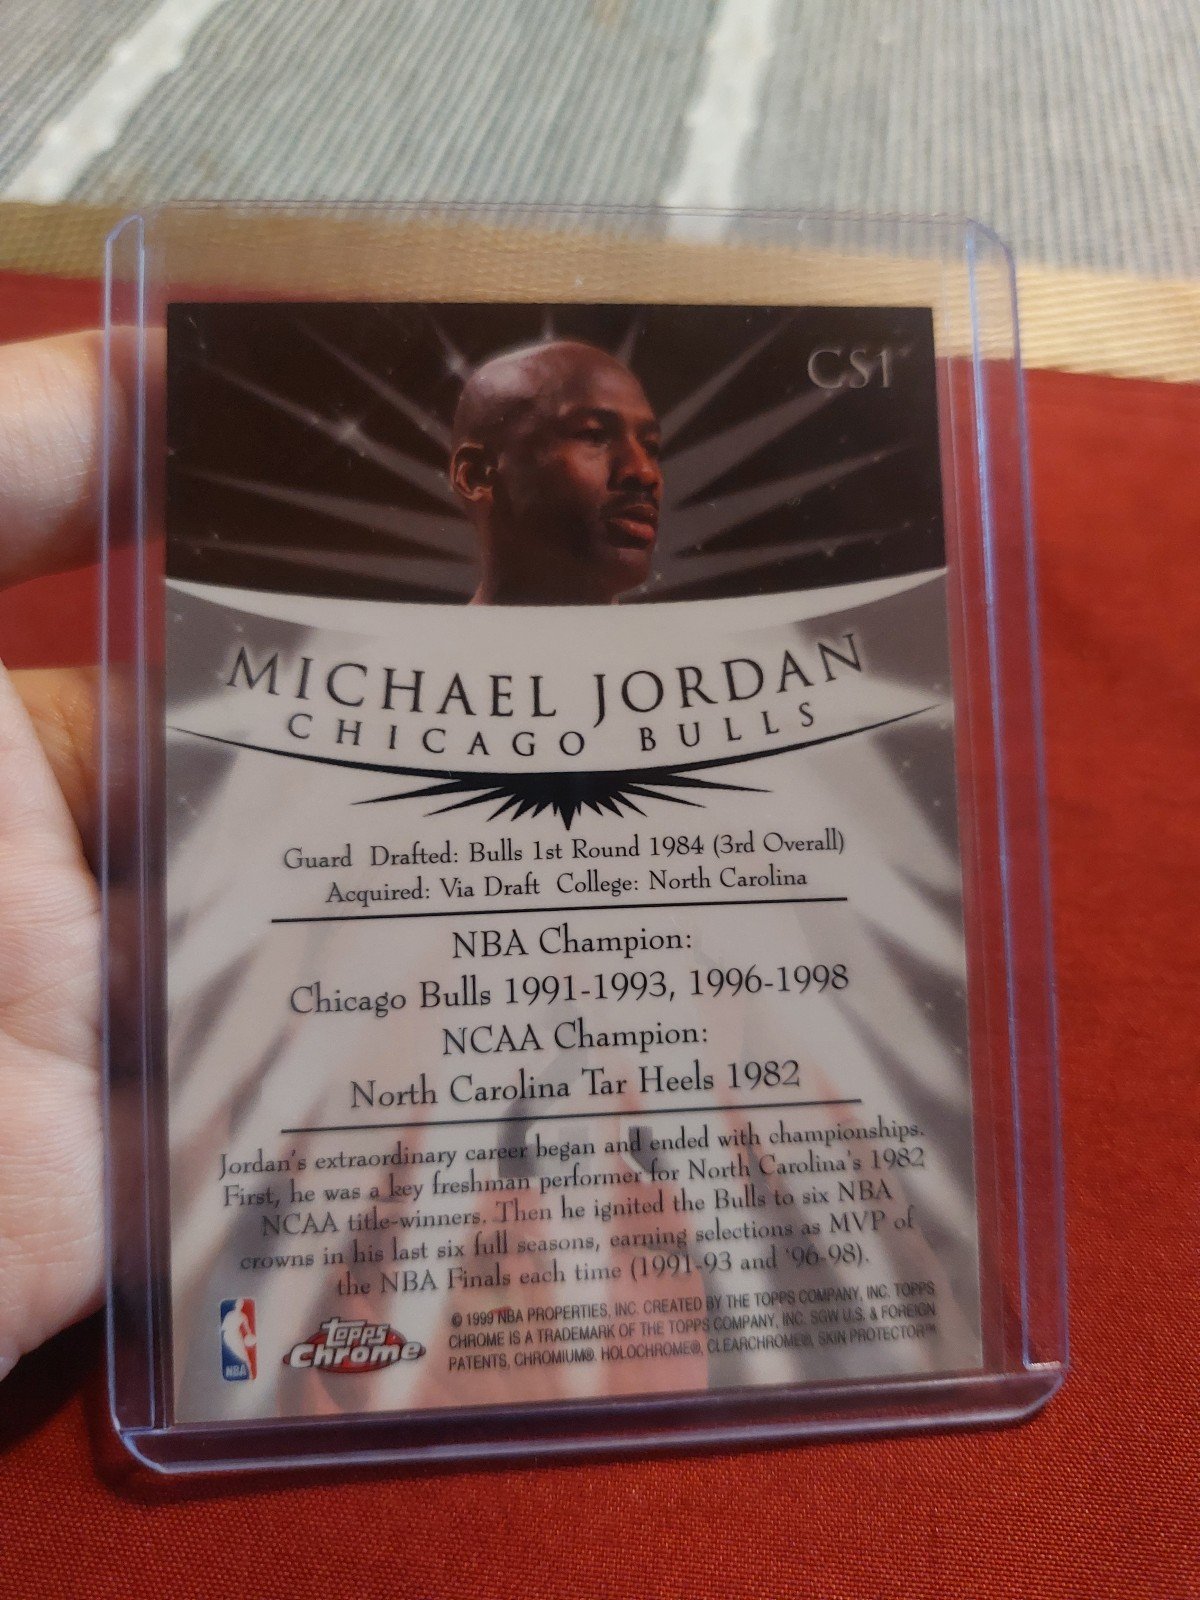 CS1
MICHAEL JORDAN
CHICAGO BULLS
Guard Drafted: Bulls 1st Round 1984 (3rd Overall)
Acquired: Via Draft College: North Carolina
NBA Champion:
Chicago Bulls 1991-1993, 1996-1998
NCAA Champion:
North Carolina Tar Heels 1982
Jordan's extraordinary career began and ended with championships.
First, he was a key freshman performer for North Carolina's 1982
NCAA title-winners. Then he ignited the Bulls to six NBA
crowns in his last six full seasons, earning selections as MVP of
the NBA Finals each time (1991-93 and '96-98).
© 1999 NBA PROPERTIES, INC. CREATED BY THE TOPPS COMPANY, INC. TOPPS
CHROME IS A TRADEMARK OF THE TOPPS COMPANY, INC. SGW U.S. & FOREIGN
PATENTS, CHROMIUM®. HOLOCHROME®, CLEARCHROME®, SKIN PROTECTOR™
NBA
Topps
Chrome